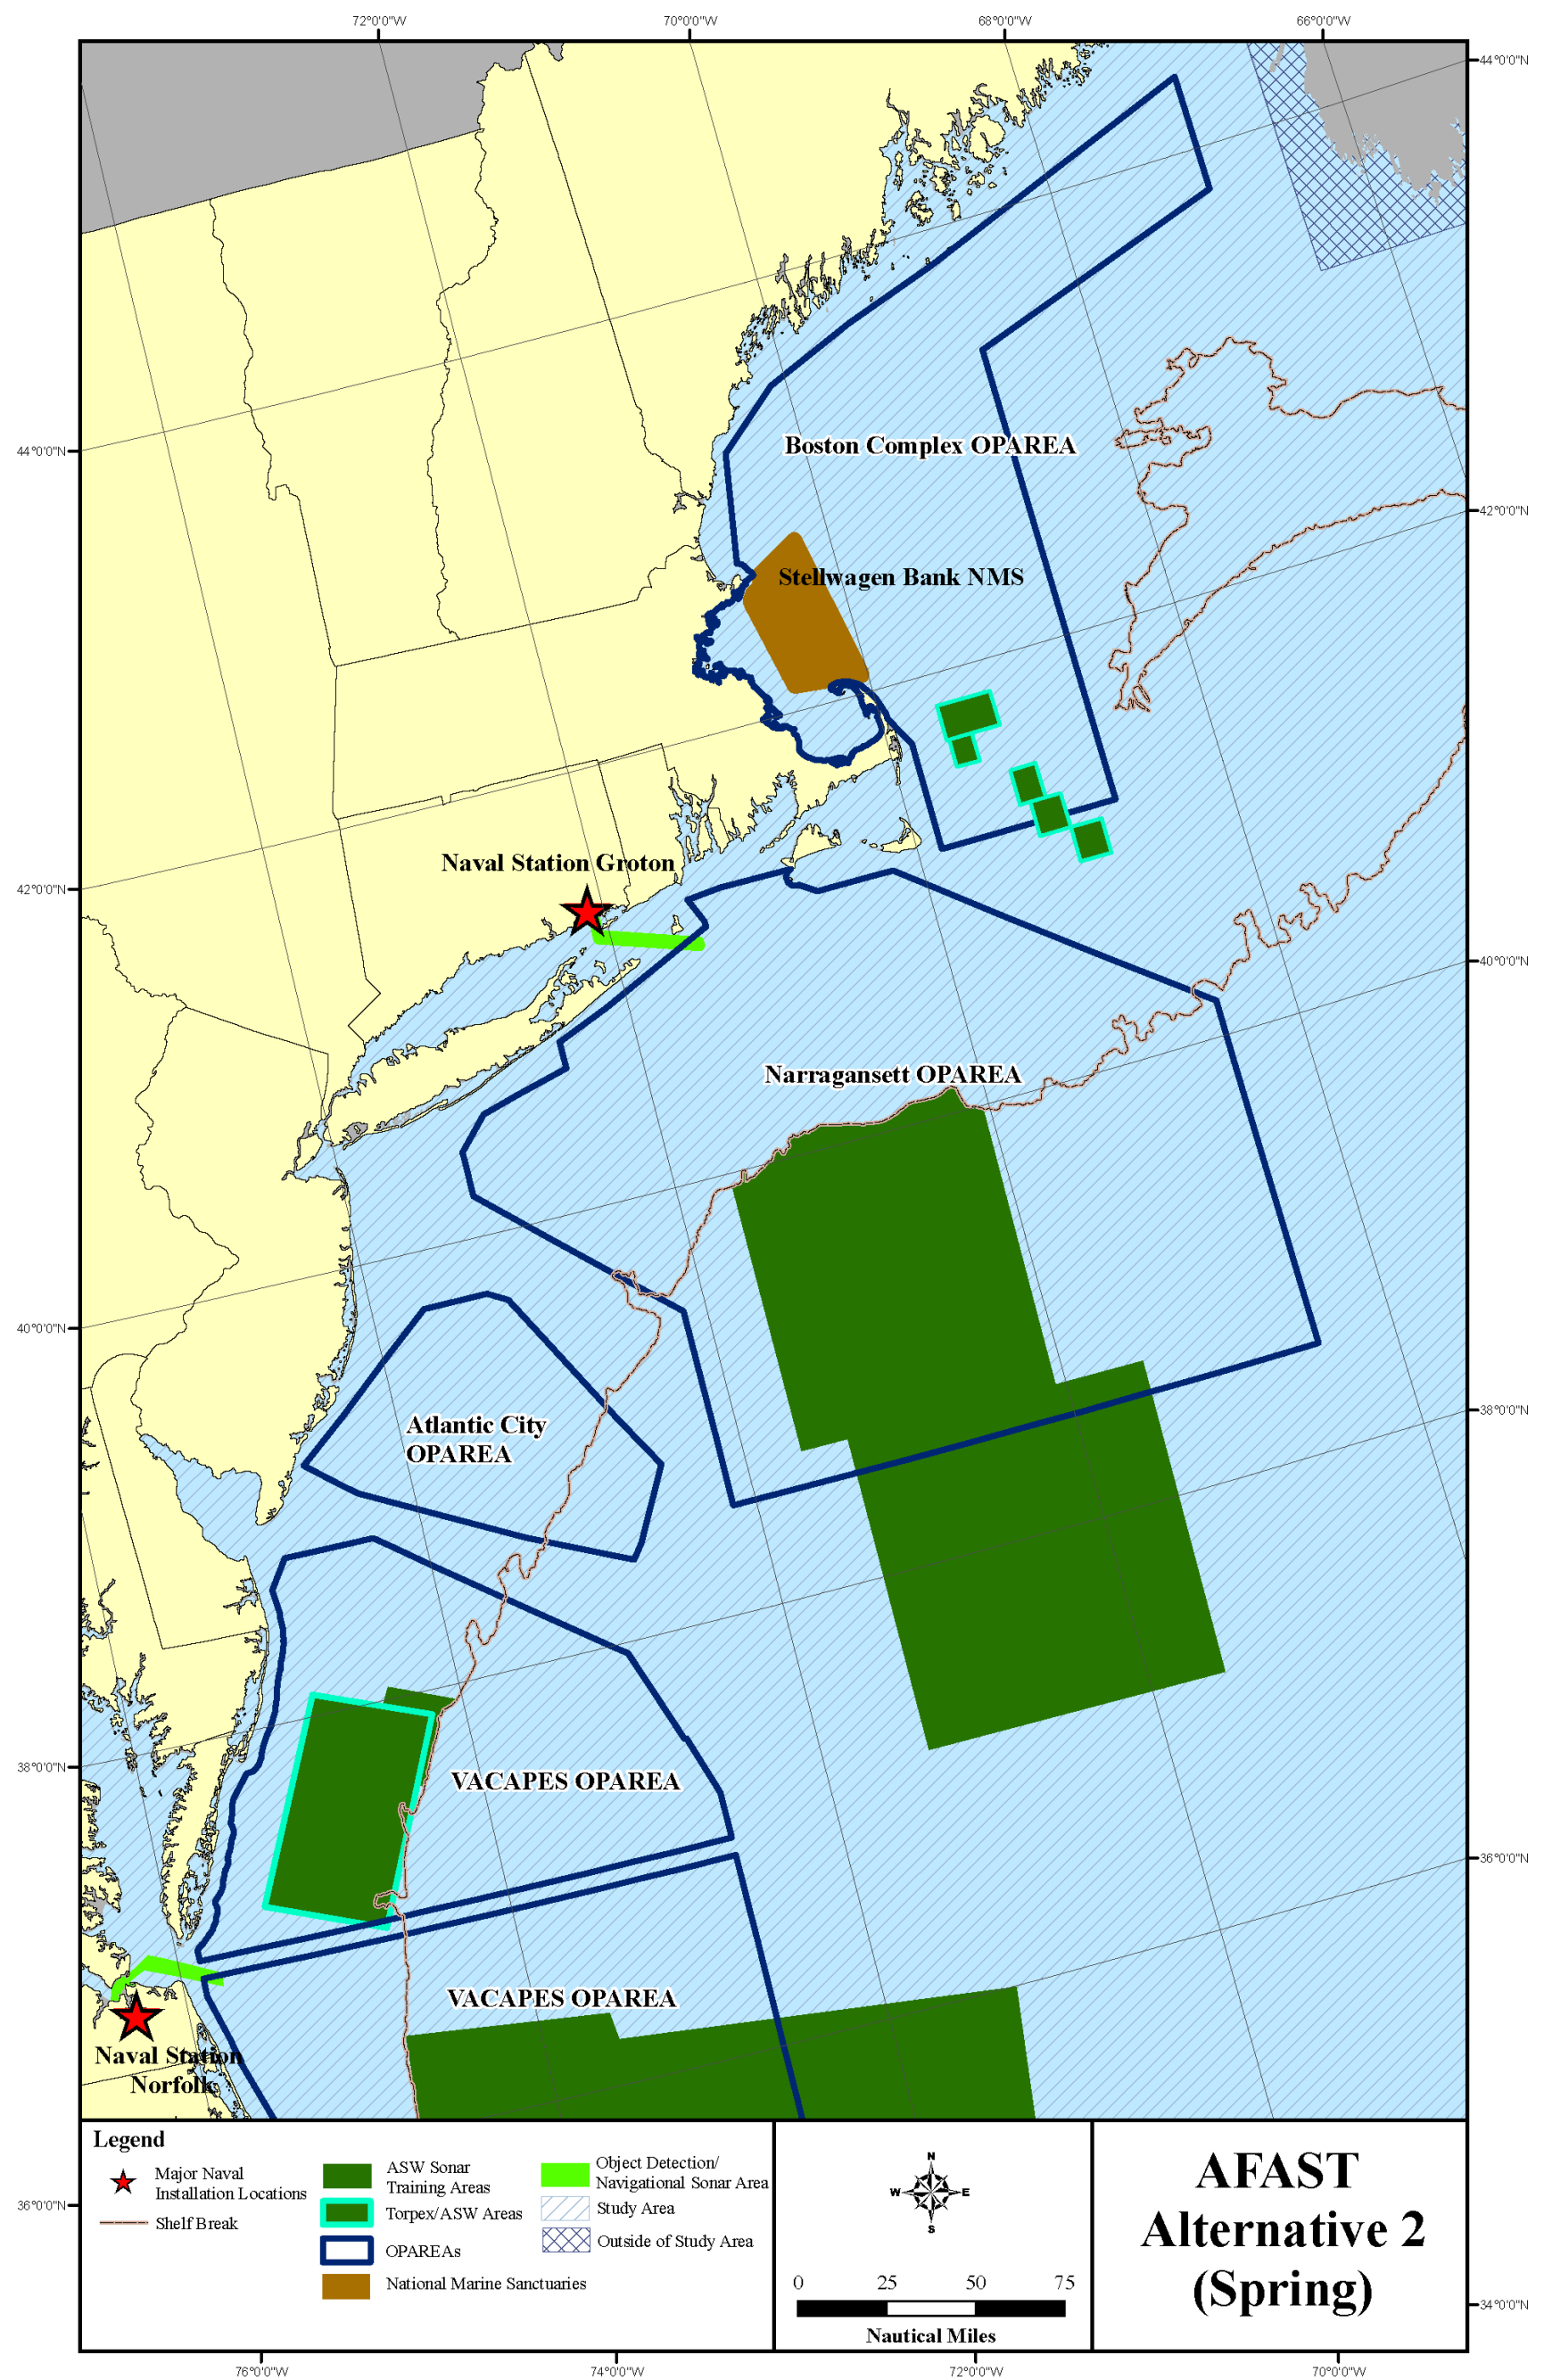 72°0'0"W
70°0'0"W
68°0'0"W
66°0'0"W
44°0'0"N
44°0'0"N
Boston Complex OPAREA
42°0'0"N
Stellwagen Bank NMS
Naval Station Groton
42°0'0"N
40°0'0"N
Narragansett OPAREA
40°0'0"N
38°0'0"N
Atlantic City
OPAREA
38°0'0"N
VACAPES OPAREA
36°0'0"N
VACAPES OPAREA
Naval Station
Norfolk
Legend
Major Naval
Installation Locations
Shelf Break
ASW Sonar
Training Areas
Torpex/ASW Areas
OPAREAs
National Marine Sanctuaries
Object Detection/
Navigational Sonar Area
Study Area
Outside of Study Area
N
W
E
S
0 25 50 75
Nautical Miles
AFAST
Alternative 2
(Spring)
36°0'0"N
34°0'0"N
76°0'0"W
74°0'0"W
72°0'0"W
70°0'0"W